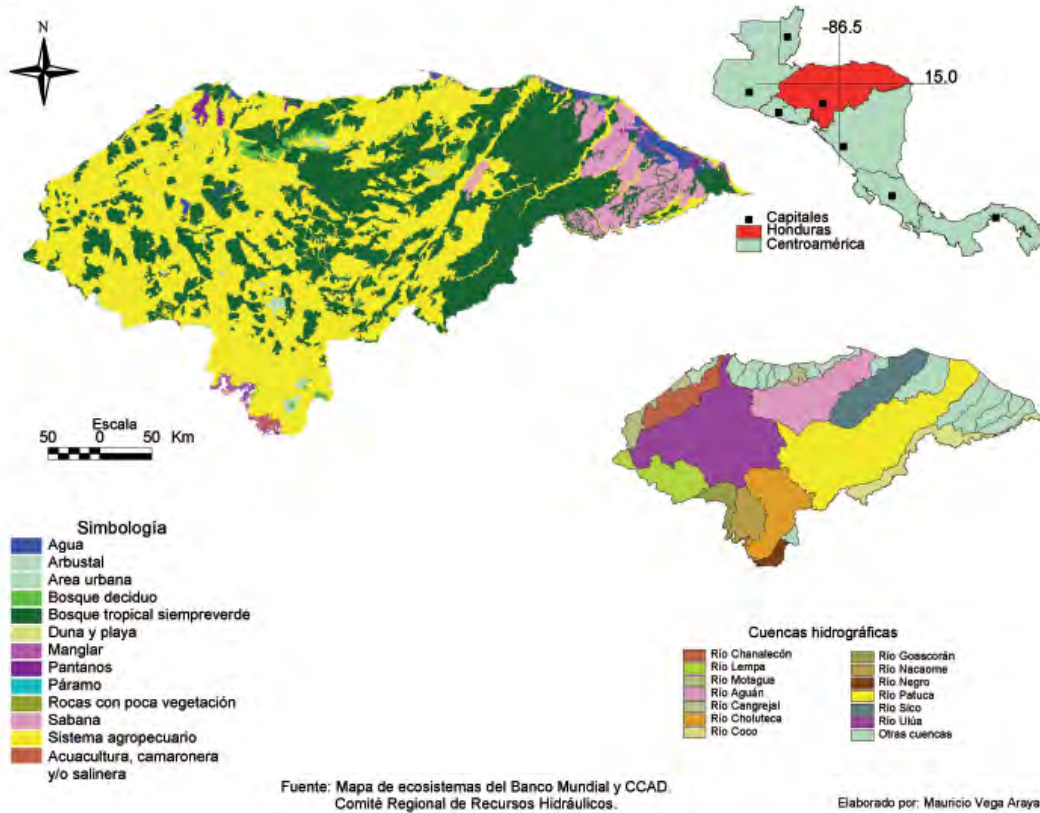 N
-86.5
15.0
Capitales
Honduras
Centroamérica
Escala
50 0 50 Km
Simbología
Agua
Arbustal
Area urbana
Bosque deciduo
Bosque tropical siempreverde
Duna y playa
Manglar
Pantanos
Páramo
Rocas con poca vegetación
Sabana
Sistema agropecuario
Acuacultura, camaronera
y/o salinera
Cuencas hidrográficas
Río Chanalecón
Río Lempa
Río Motagua
Río Aguán
Río Cangrejal
Río Choluteca
Río Coco
Río Goascorán
Río Nacaome
Río Negro
Río Patuca
Río Sico
Río Ulúa
Otras cuencas
Fuente: Mapa de ecosistemas del Banco Mundial y CCAD.
Comité Regional de Recursos Hidráulicos.
Elaborado por: Mauricio Vega Araya